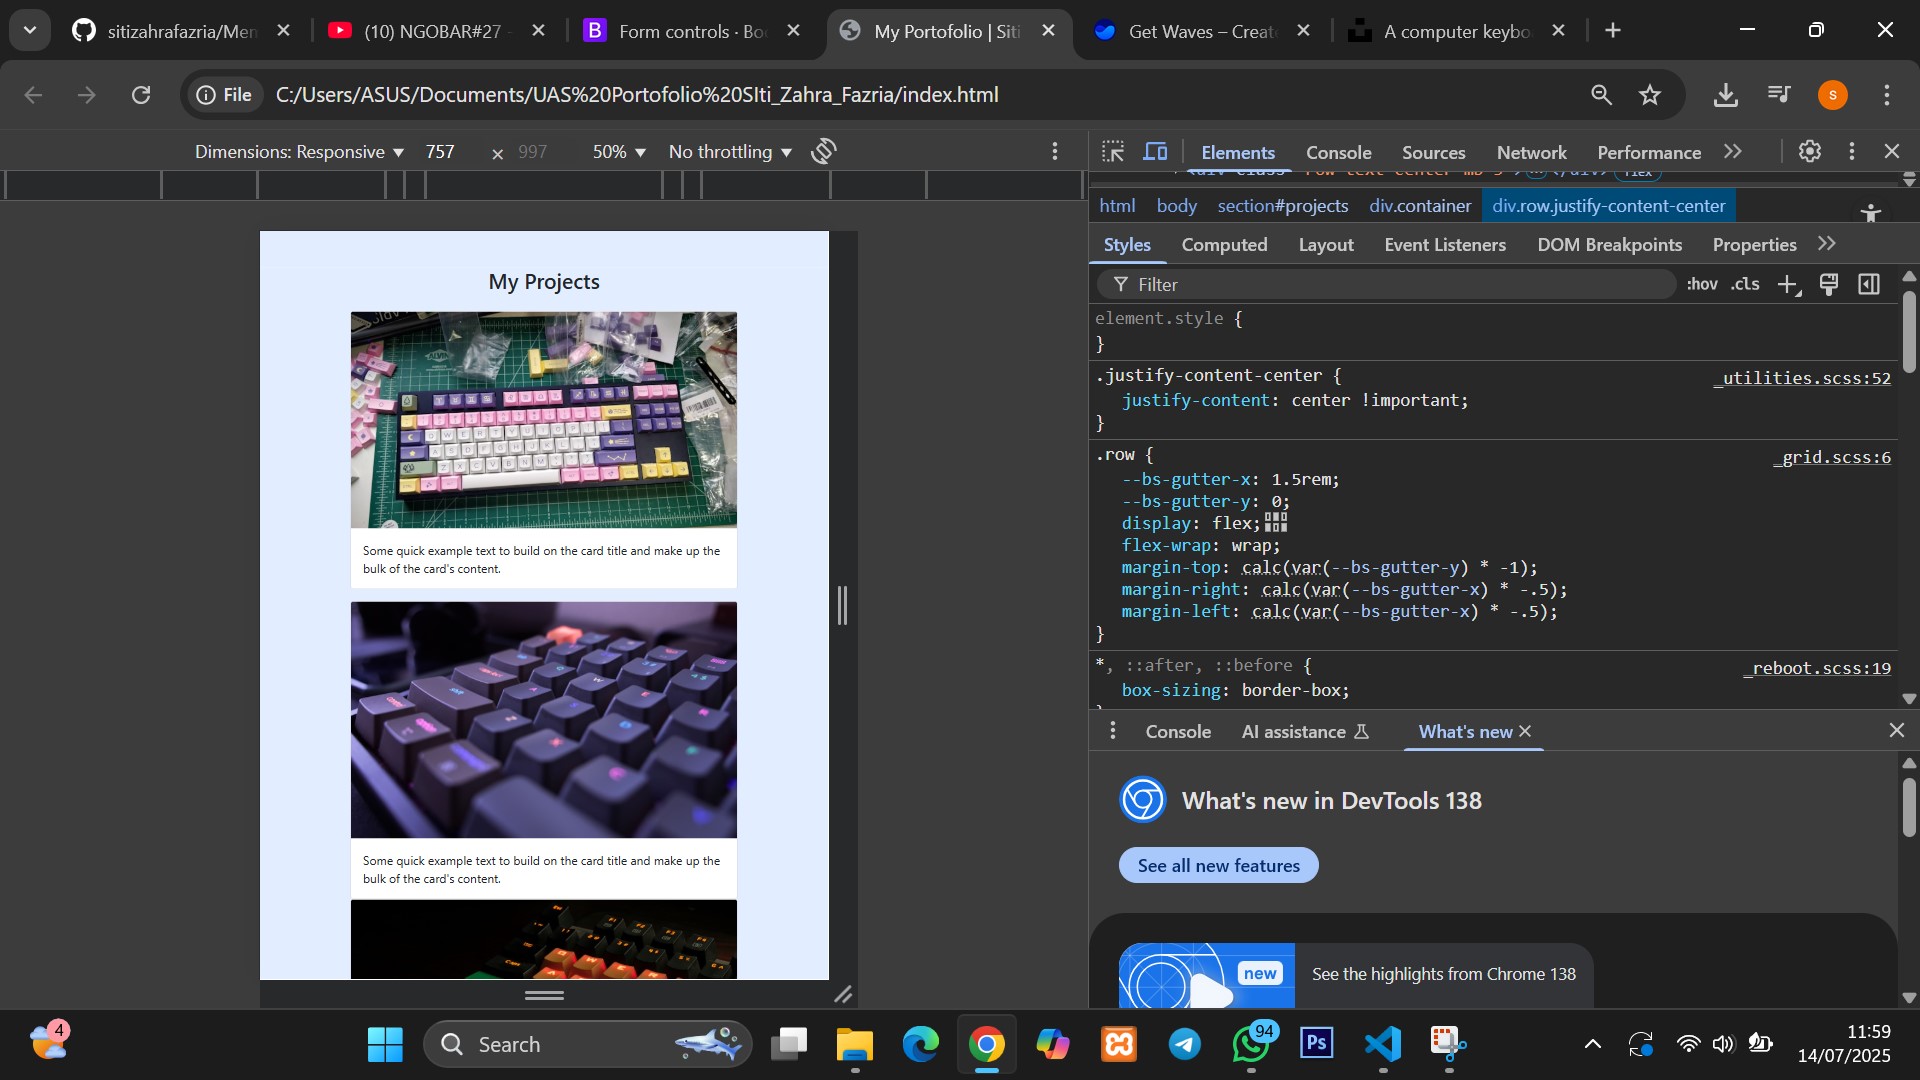 sitizahrafazria/Mem
(10) NGOBAR#27 -
Form controls · Boo
My Portofolio | Siti
Get Waves – Create
A computer keyboa
File
C:/Users/ASUS/Documents/UAS%20Portofolio%20SIti_Zahra_Fazria/index.html
s
Dimensions: Responsive
757
×
997
50%
No throttling
Elements
Console
Sources
Network
Performance
html
body
section#projects
div.container
div.row.justify-content-center
Styles
Computed
Layout
Event Listeners
DOM Breakpoints
Properties
Filter
:hov
.cls
element.style {
}
.justify-content-center {
_utilities.scss:52
justify-content: center !important;
}
.row {
_grid.scss:6
--bs-gutter-x: 1.5rem;
--bs-gutter-y: 0;
display: flex;
flex-wrap: wrap;
margin-top: calc(var(--bs-gutter-y) * -1);
margin-right: calc(var(--bs-gutter-x) * -.5);
margin-left: calc(var(--bs-gutter-x) * -.5);
}
*, ::after, ::before {
_reboot.scss:19
box-sizing: border-box;
Console
AI assistance
What's new
What's new in DevTools 138
See all new features
new
See the highlights from Chrome 138
My Projects
Some quick example text to build on the card title and make up the
bulk of the card's content.
Some quick example text to build on the card title and make up the
bulk of the card's content.
4
Search
94
Ps
11:59
14/07/2025